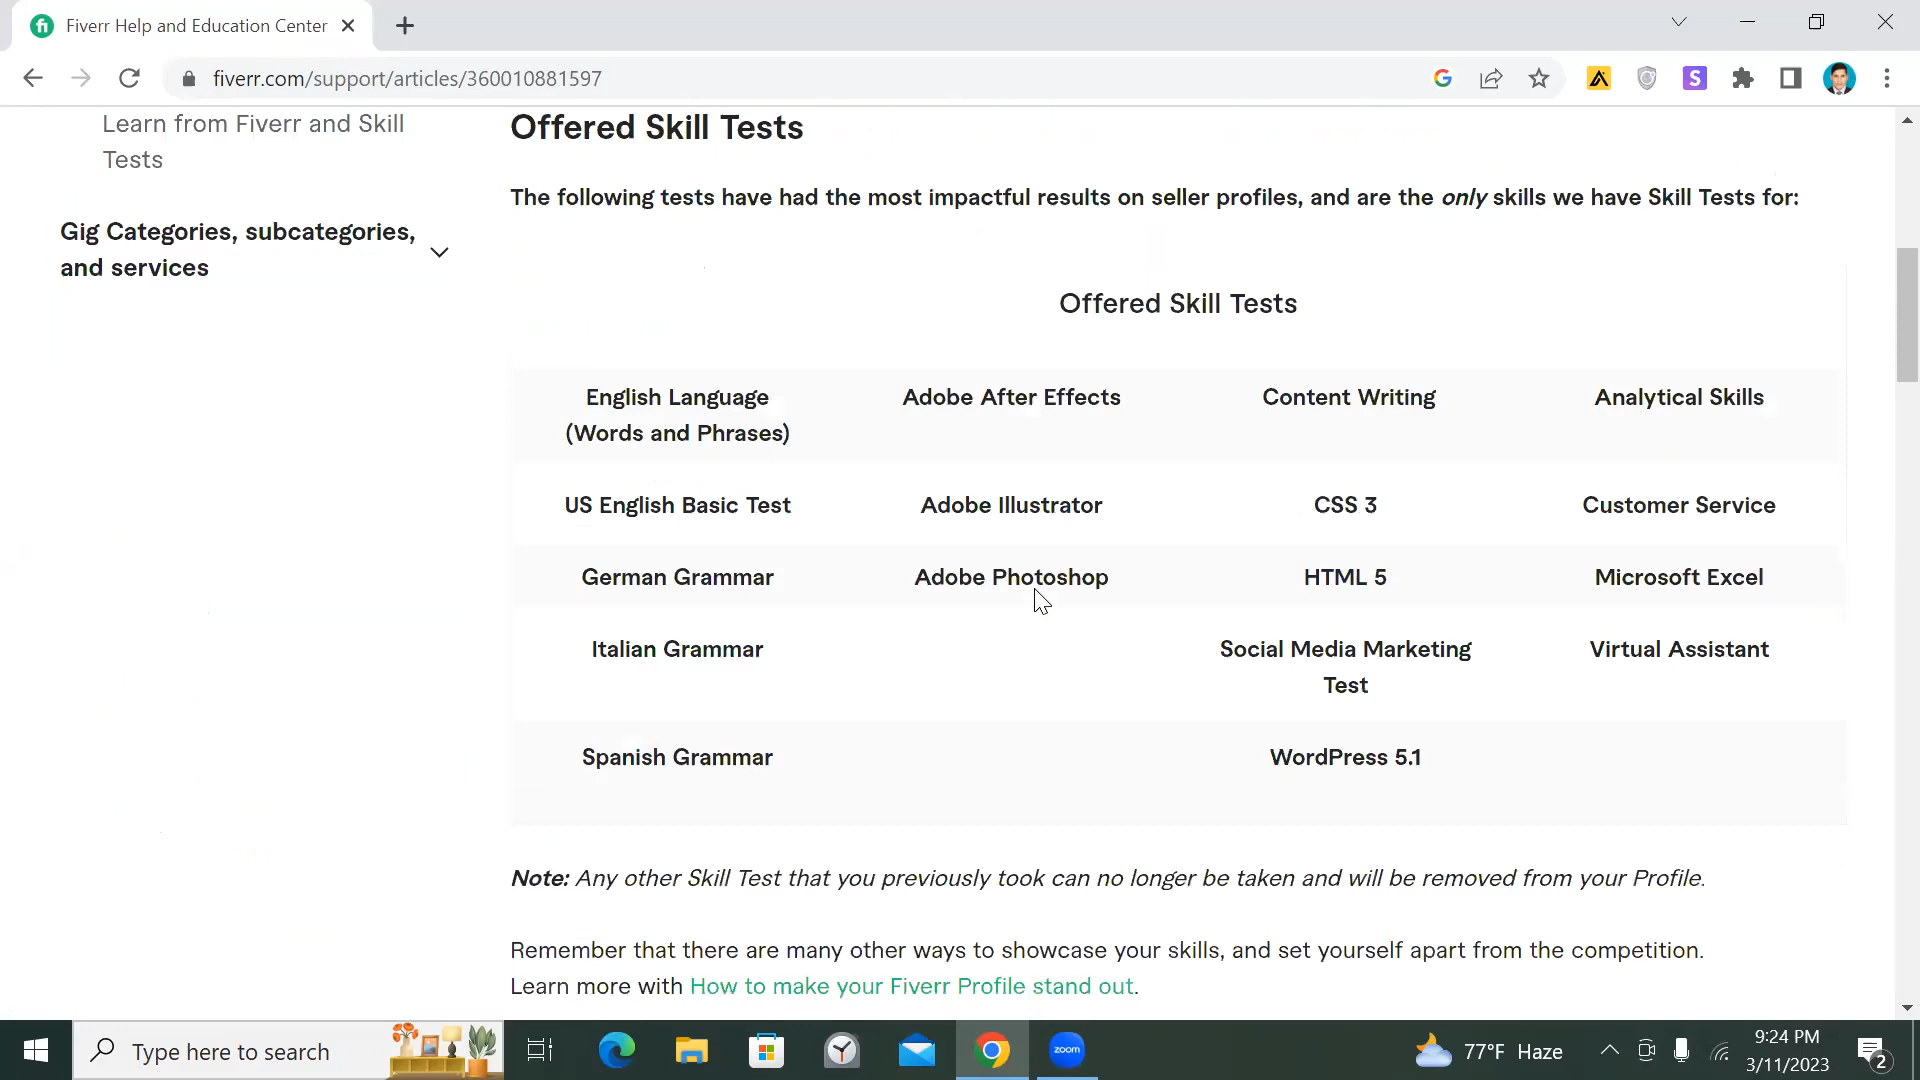 Fiverr Help and Education Center
fiverr.com/support/articles/360010881597
Learn from Fiverr and Skill
Tests
Gig Categories, subcategories,
and services
Offered Skill Tests
The following tests have had the most impactful results on seller profiles, and are the only skills we have Skill Tests for:
Offered Skill Tests
English Language
(Words and Phrases)
Adobe After Effects
Content Writing
Analytical Skills
US English Basic Test
Adobe Illustrator
CSS 3
Customer Service
German Grammar
Adobe Photoshop
HTML 5
Microsoft Excel
Italian Grammar
Social Media Marketing
Test
Virtual Assistant
Spanish Grammar
WordPress 5.1
Note: Any other Skill Test that you previously took can no longer be taken and will be removed from your Profile.
Remember that there are many other ways to showcase your skills, and set yourself apart from the competition.
Learn more with How to make your Fiverr Profile stand out.
Type here to search
zoom
77°F Haze
9:24 PM
3/11/2023
2